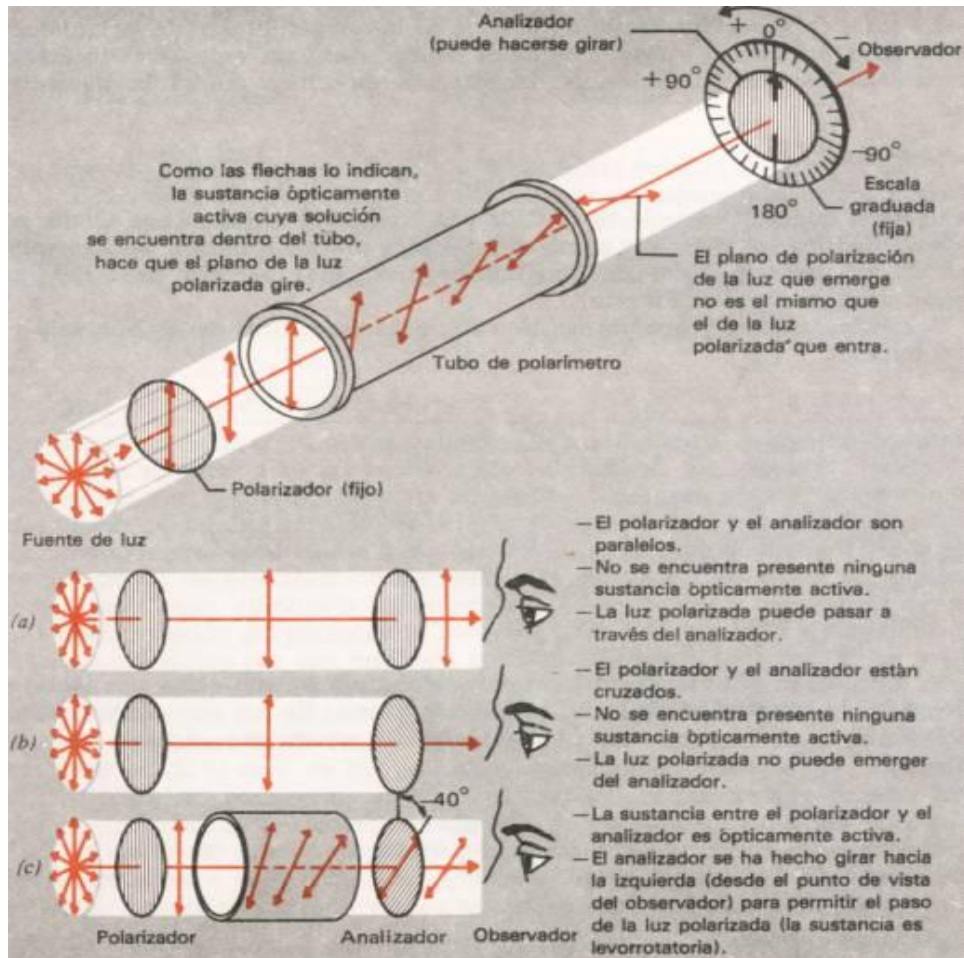 Analizador
(puede hacerse girar)
+ 0° –
Observador
+90°
–90°
180°
Escala
graduada
(fija)
Como las flechas lo indican,
la sustancia òpticamente
activa cuya solución
se encuentra dentro del tùbo,
hace que el plano de la luz
polarizada gire.
El plano de polarización
de la luz que emerge
no es el mismo que
el de la luz
polarizada que entra.
Tubo de polarímetro
Polarizador (fijo)
Fuente de luz
(a)
— El polarizador y el analizador son
paralelos.
— No se encuentra presente ninguna
sustancia òpticamente activa.
— La luz polarizada puede pasar a
través del analizador.
(b)
— El polarizador y el analizador estàn
cruzados.
— No se encuentra presente ninguna
sustancia òpticamente activa.
— La luz polarizada no puede emerger
del analizador.
–40°
(c)
— La sustancia entre el polarizador y el
analizador es òpticamente activa.
— El analizador se ha hecho girar hacia
la izquierda (desde el punto de vista
del observador) para permitir el paso
de la luz polarizada (la sustancia es
levorrotatoria).
Polarizador
Analizador
Observador